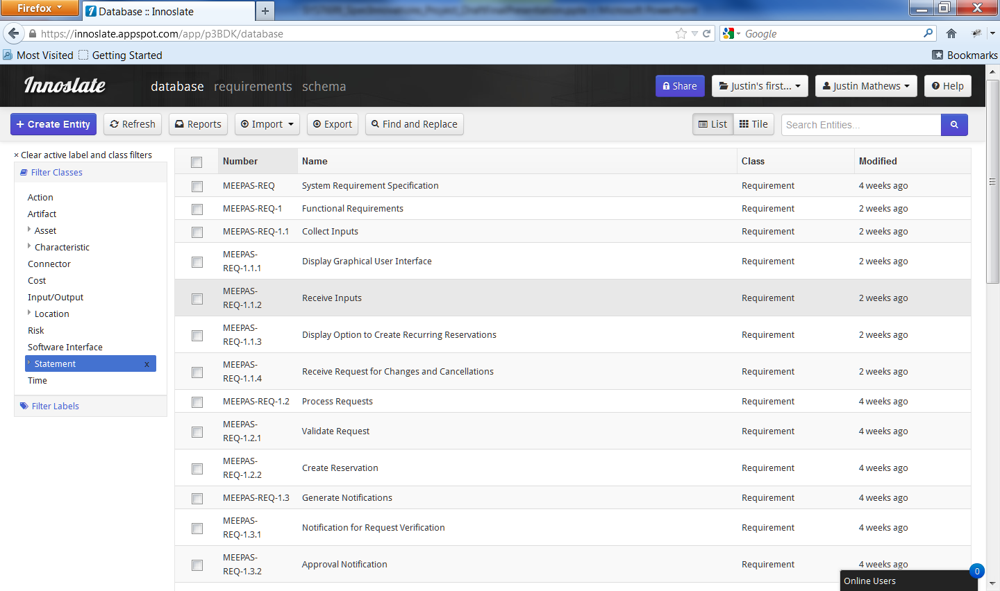 Firefox
Database :: Innoslate
https://innoslate.appspot.com/app/p3BDK/database
Google
Most Visited
Getting Started
Bookmarks
Innoslate
database
requirements
schema
Share
Justin's first...
Justin Mathews
Help
+ Create Entity
Refresh
Reports
Import
Export
Find and Replace
List
Tile
Search Entities...
× Clear active label and class filters
Filter Classes
Action
Artifact
Asset
Characteristic
Connector
Cost
Input/Output
Location
Risk
Software Interface
Statement x
Time
Filter Labels
Number Name Class Modified
MEEPAS-REQ System Requirement Specification Requirement 4 weeks ago
MEEPAS-REQ-1 Functional Requirements Requirement 2 weeks ago
MEEPAS-REQ-1.1 Collect Inputs Requirement 2 weeks ago
MEEPAS-
REQ-1.1.1 Display Graphical User Interface Requirement 2 weeks ago
MEEPAS-
REQ-1.1.2 Receive Inputs Requirement 2 weeks ago
MEEPAS-
REQ-1.1.3 Display Option to Create Recurring Reservations Requirement 2 weeks ago
MEEPAS-
REQ-1.1.4 Receive Request for Changes and Cancellations Requirement 2 weeks ago
MEEPAS-REQ-1.2 Process Requests Requirement 4 weeks ago
MEEPAS-
REQ-1.2.1 Validate Request Requirement 4 weeks ago
MEEPAS-
REQ-1.2.2 Create Reservation Requirement 4 weeks ago
MEEPAS-REQ-1.3 Generate Notifications Requirement 4 weeks ago
MEEPAS-
REQ-1.3.1 Notification for Request Verification Requirement 4 weeks ago
MEEPAS-
REQ-1.3.2 Approval Notification Requirement 4 weeks ago
Online Users 0